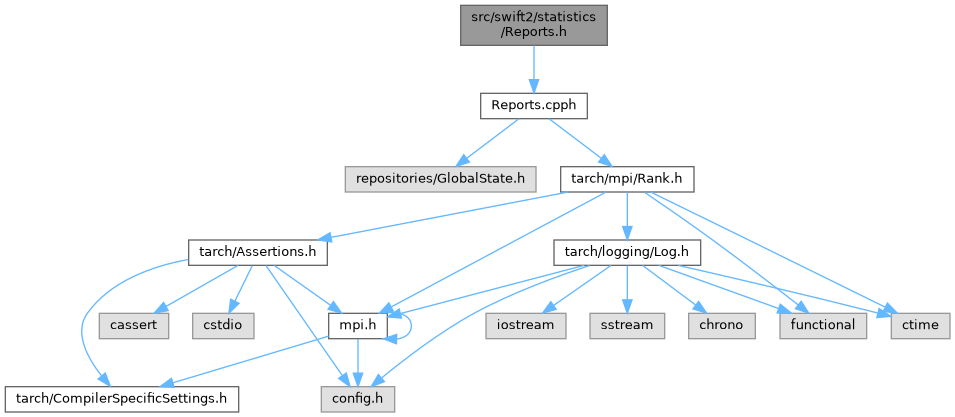 src/swift2/statistics
/Reports.h
Reports.cpph
repositories/GlobalState.h
tarch/mpi/Rank.h
tarch/Assertions.h
tarch/logging/Log.h
cassert
cstdio
mpi.h
iostream
sstream
chrono
functional
ctime
tarch/CompilerSpecificSettings.h
config.h